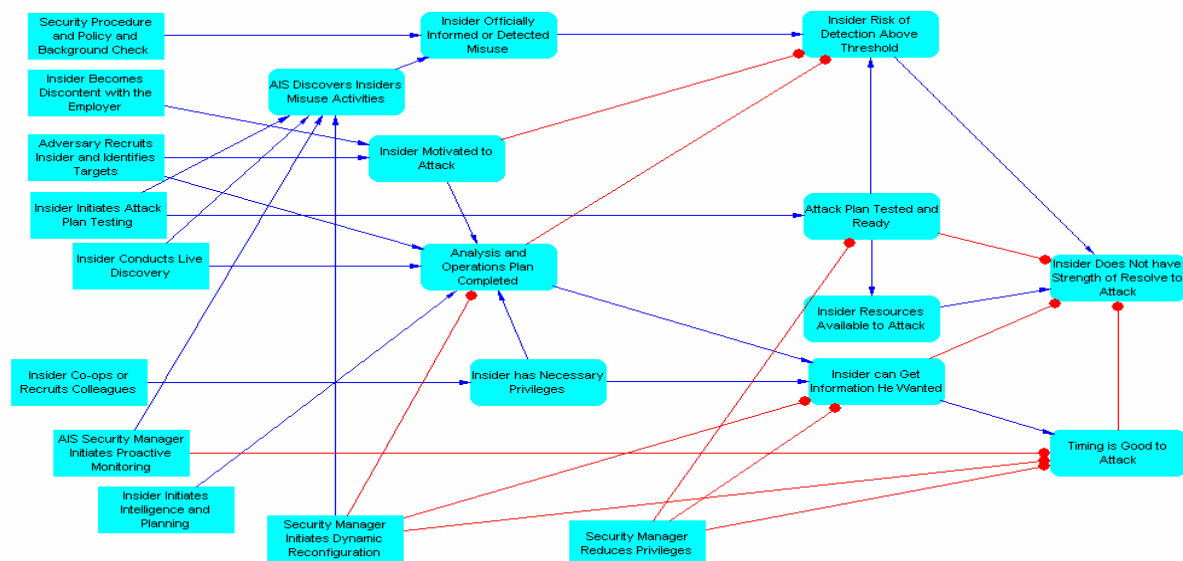 Security Procedure
and Policy and
Background Check
Insider Officially
Informed or Detected
Misuse
Insider Risk of
Detection Above
Threshold
Insider Becomes
Discontent with the
Employer
AIS Discovers Insiders
Misuse Activities
Adversary Recruits
Insider and Identifies
Targets
Insider Motivated to
Attack
Insider Initiates Attack
Plan Testing
Attack Plan Tested and
Ready
Insider Conducts Live
Discovery
Analysis and
Operations Plan
Completed
Insider Does Not have
Strength of Resolve to
Attack
Insider Resources
Available to Attack
Insider Co-ops or
Recruits Colleagues
Insider has Necessary
Privileges
Insider can Get
Information He Wanted
AIS Security Manager
Initiates Proactive
Monitoring
Timing is Good to
Attack
Insider Initiates
Intelligence and
Planning
Security Manager
Initiates Dynamic
Reconfiguration
Security Manager
Reduces Privileges